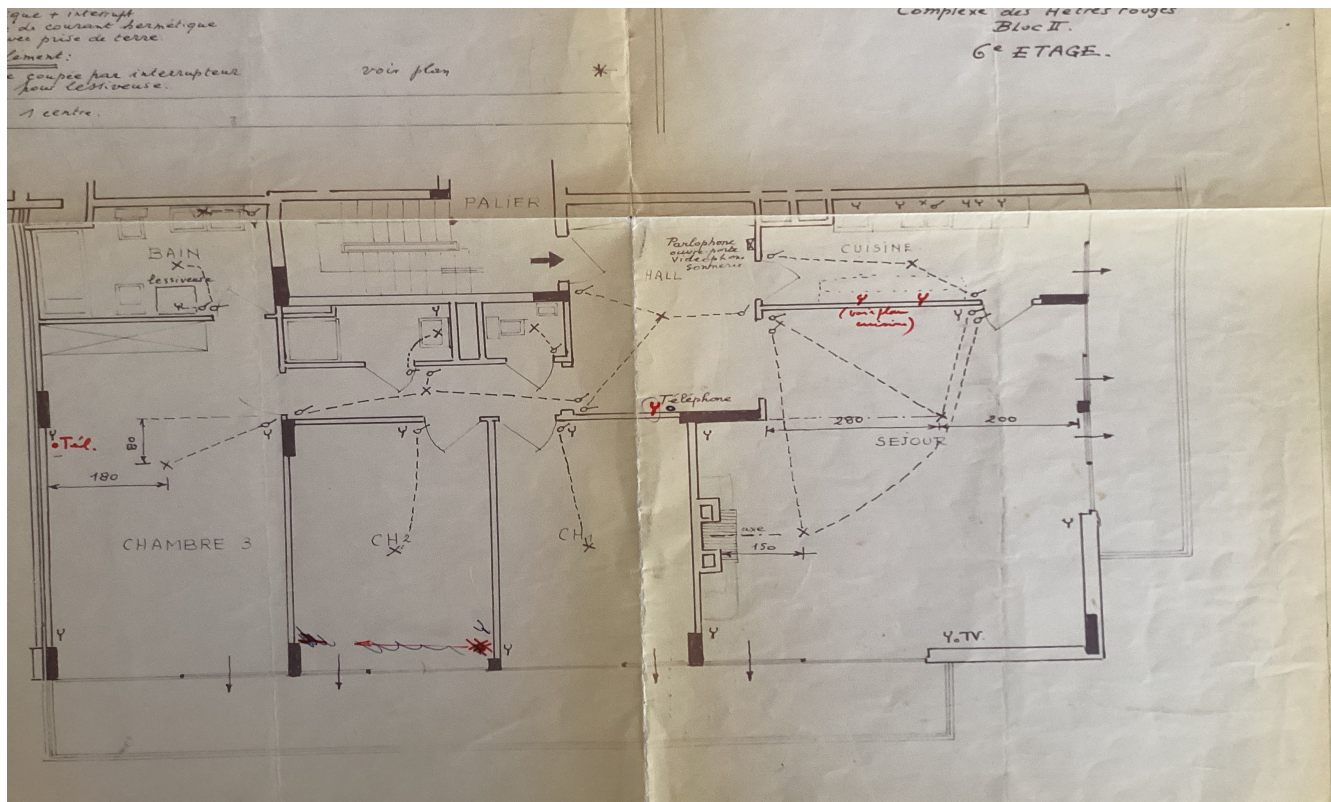 que + interrupt
de courant hermétique
avec prise de terre
lément:
e coupée par interrupteur
pour lessiveuse.
voir plan
1 centre.
Complexe des Hêtres rouges
Bloc II.
6e ETAGE.
PALIER
BAIN
lessiveuse
Parlophone
ouvre porte
Vidéophone
Sonnerie
HALL
CUISINE
(voir plan
cuisine)
Téléphone
280
200
SEJOUR
Tél.
80
180
CHAMBRE 3
CH2
CH1
axe
150
TV.